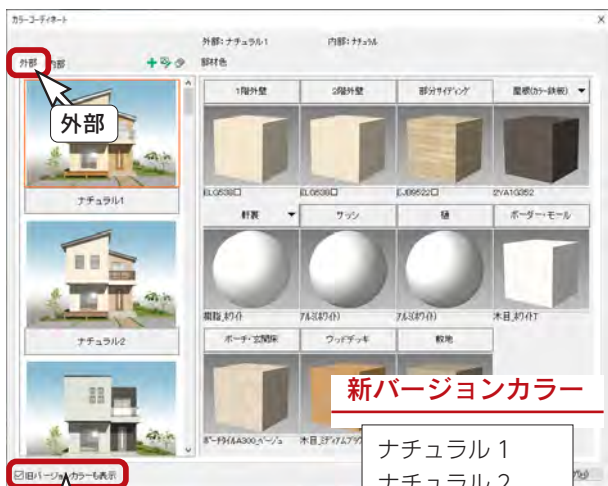 カラーコーディネート
外部：ナチュラル1 内部：ナチュラル
外部 内部 部材色
外部
1階外壁 2階外壁 部分サイディング 屋根(カラー鉄板)
ナチュラル1
軒裏 サッシ 樋 ボーダー・モール
樹脂_ホワイト アルミ(ホワイト) アルミ(ホワイト) 木目_ホワイトT
ナチュラル2
ポーチ・玄関床 ウッドデッキ 敷地
新バージョンカラー
ナチュラル 1
ナチュラル 2
旧バージョンカラーも表示